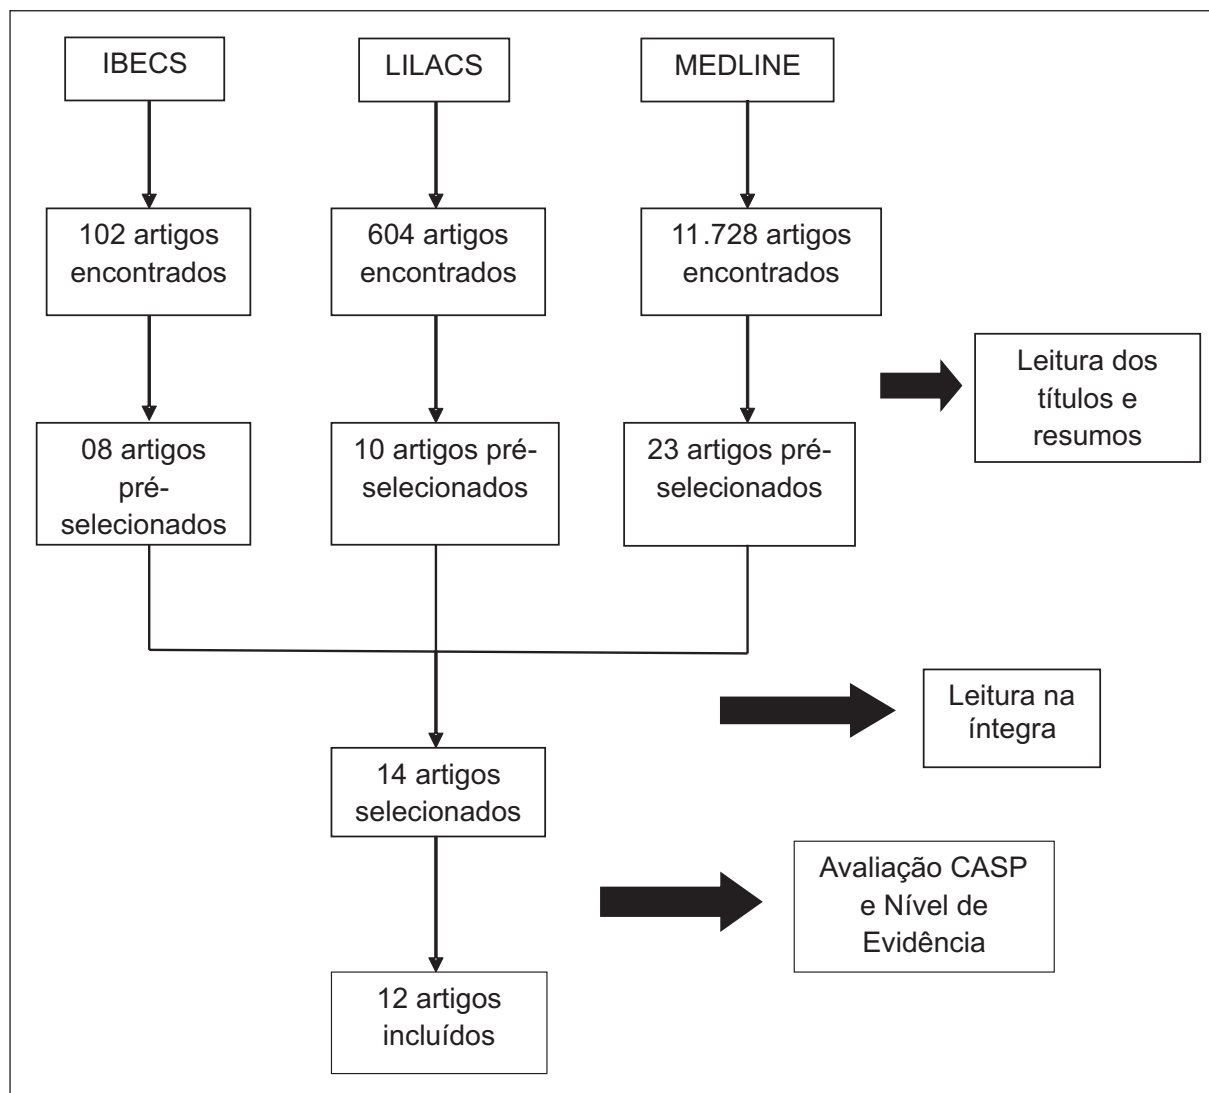 IBECS
LILACS
MEDLINE
102 artigos
encontrados
604 artigos
encontrados
11.728 artigos
encontrados
Leitura dos
títulos e
resumos
08 artigos
pré-
selecionados
10 artigos pré-
selecionados
23 artigos pré-
selecionados
Leitura na
íntegra
14 artigos
selecionados
Avaliação CASP
e Nível de
Evidência
12 artigos
incluídos